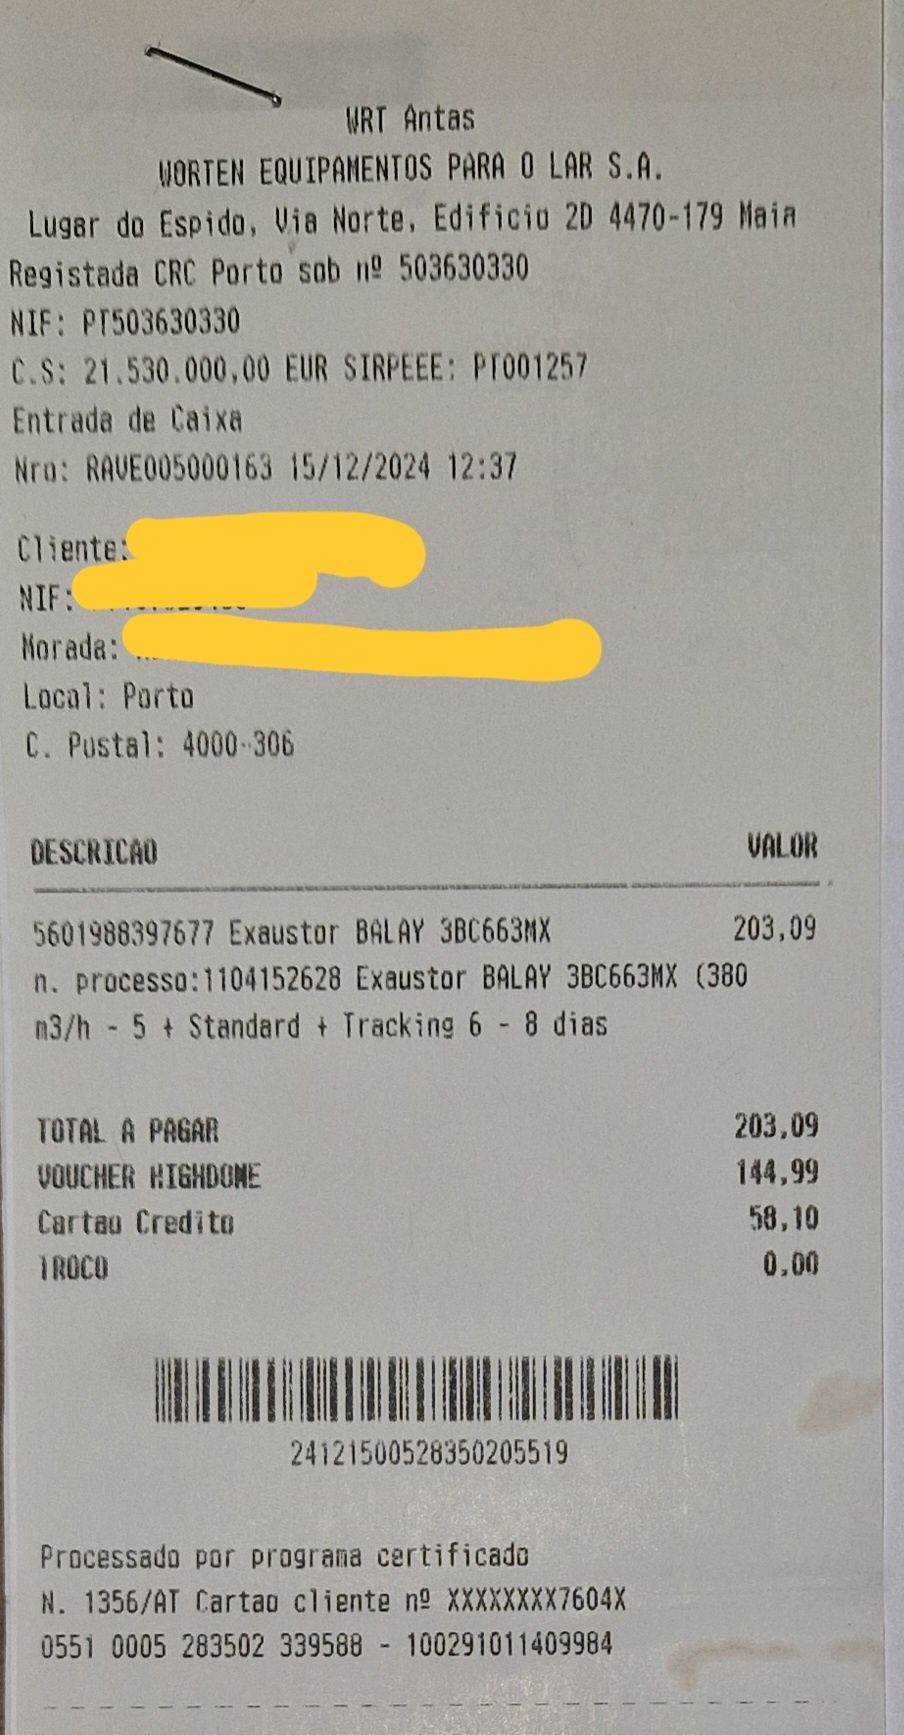 WRT Antas
WORTEN EQUIPAMENTOS PARA O LAR S.A.
Lugar do Espido, Via Norte, Edificio 2D 4470-179 Maia
Registada CRC Porto sob nº 503630330
NIF: PT503630330
C.S: 21.530.000,00 EUR SIRPEEE: PT001257
Entrada de Caixa
Nro: RAVE005000163 15/12/2024 12:37
Cliente:
NIF:
Morada:
Local: Porto
C. Postal: 4000-306
DESCRICAO VALOR
5601988397677 Exaustor BALAY 3BC663MX 203,09
n. processo:1104152628 Exaustor BALAY 3BC663MX (380
m3/h - 5 + Standard + Tracking 6 - 8 dias
TOTAL A PAGAR 203,09
VOUCHER HIGHDOME 144,99
Cartao Credito 58,10
TROCO 0,00
24121500528350205519
Processado por programa certificado
N. 1356/AT Cartao cliente nº XXXXXXXX7604X
0551 0005 283502 339588 - 100291011409984